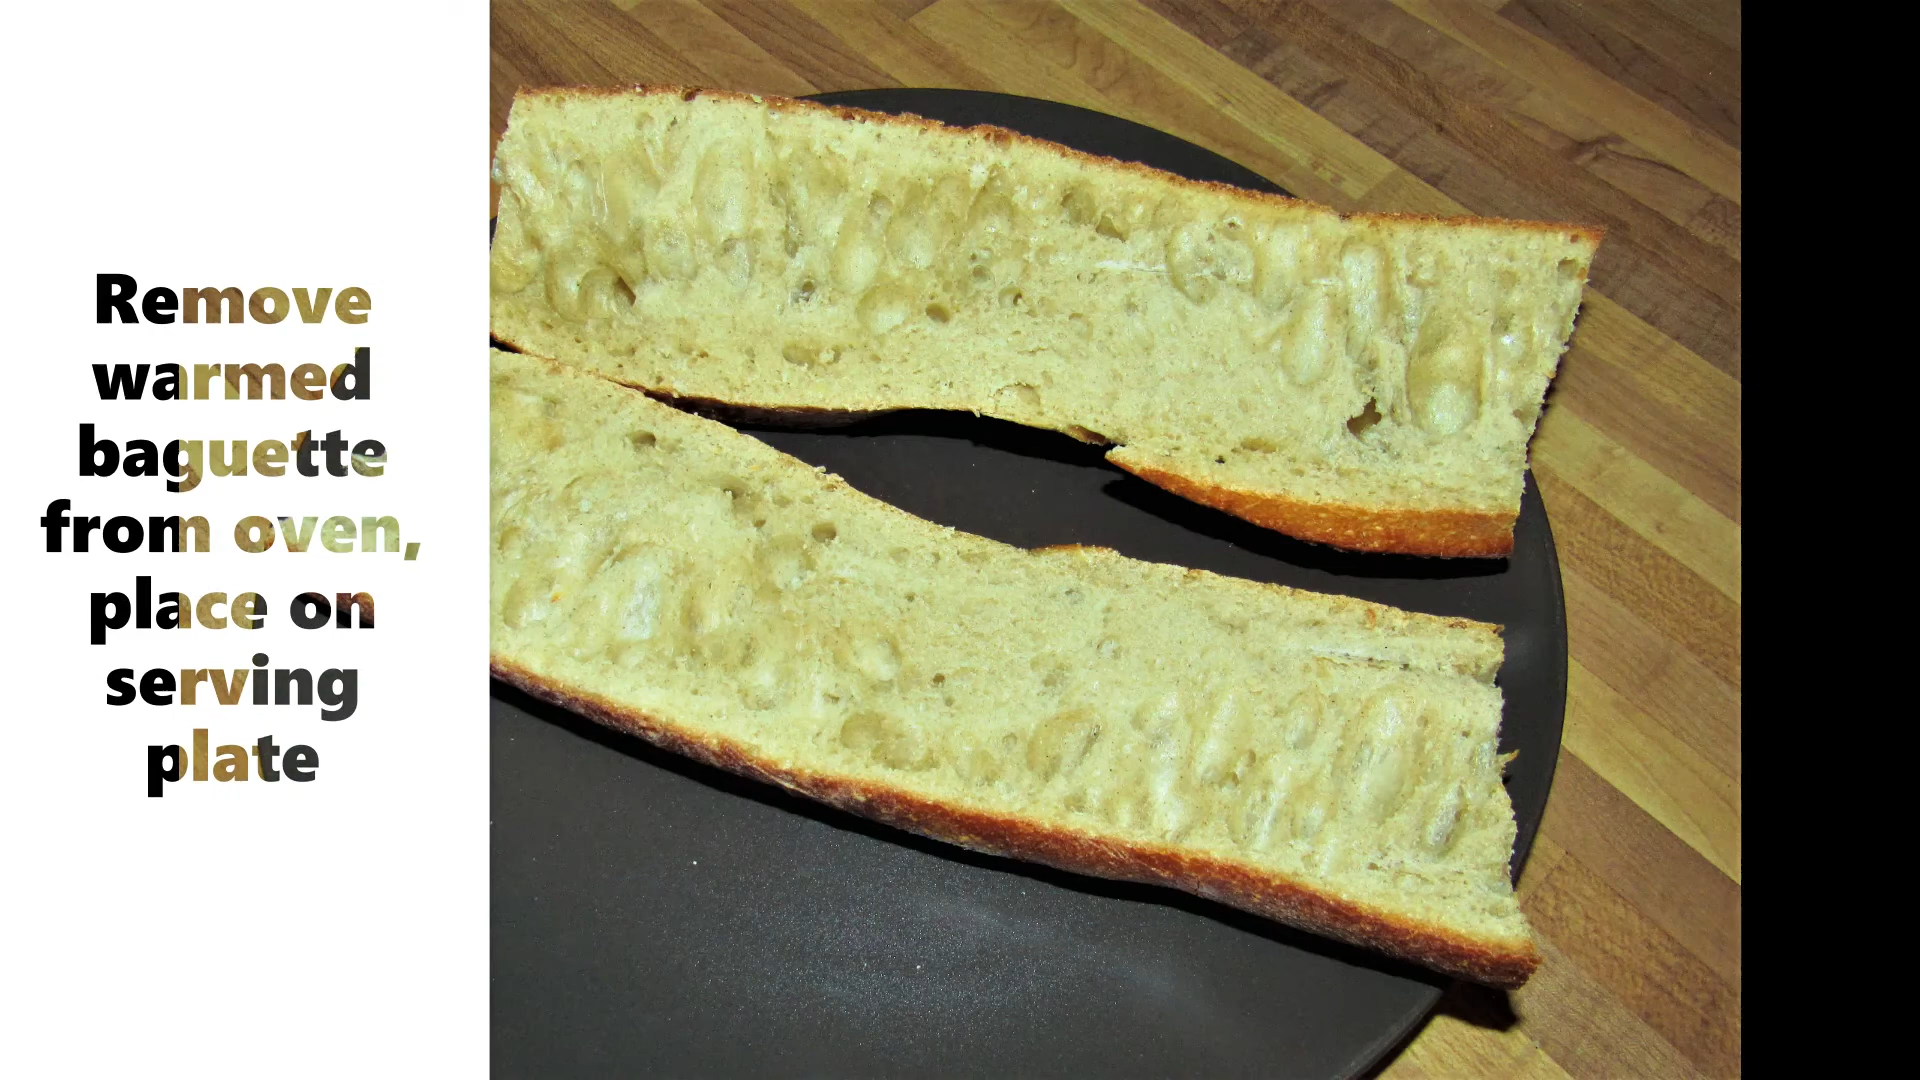 Remove
warmed
baguette
from oven,
place on
serving
plate